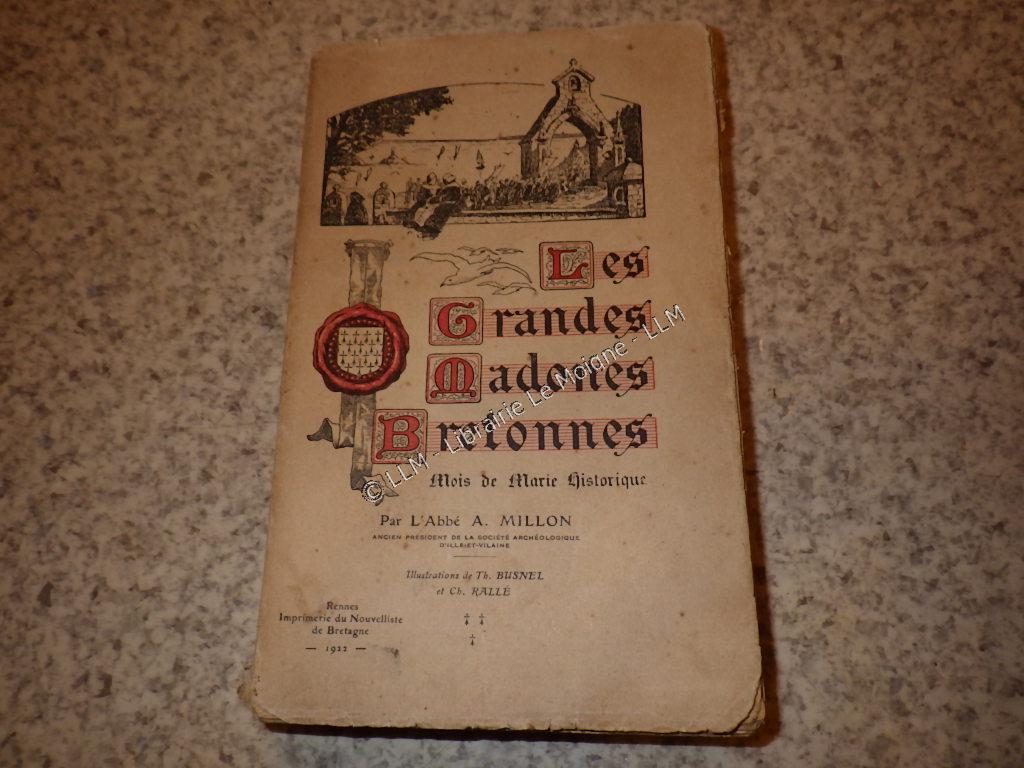 Les
Grandes
Madones
Bretonnes
Mois de Marie Historique
Par L'Abbé A. MILLON
ANCIEN PRÉSIDENT DE LA SOCIÉTÉ ARCHÉOLOGIQUE
D'ILLE-ET-VILAINE
Illustrations de Th. BUSNEL
et Ch. RALLÉ
Rennes
Imprimerie du Nouvelliste
de Bretagne
— 1922 —
© LLM - Librairie Le Moigne - LLM